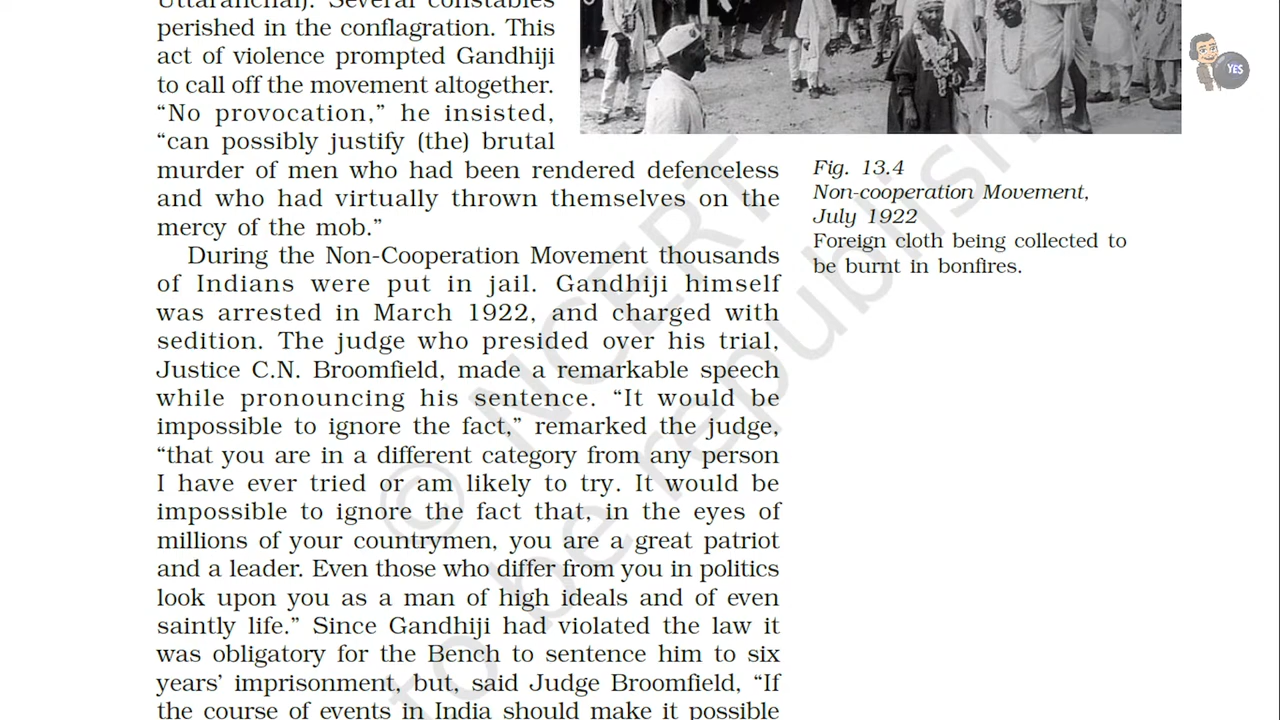 Uttaranchal). Several constables
perished in the conflagration. This
act of violence prompted Gandhiji
to call off the movement altogether.
“No provocation,” he insisted,
“can possibly justify (the) brutal
murder of men who had been rendered defenceless
and who had virtually thrown themselves on the
mercy of the mob.”
During the Non-Cooperation Movement thousands
of Indians were put in jail. Gandhiji himself
was arrested in March 1922, and charged with
sedition. The judge who presided over his trial,
Justice C.N. Broomfield, made a remarkable speech
while pronouncing his sentence. “It would be
impossible to ignore the fact,” remarked the judge,
“that you are in a different category from any person
I have ever tried or am likely to try. It would be
impossible to ignore the fact that, in the eyes of
millions of your countrymen, you are a great patriot
and a leader. Even those who differ from you in politics
look upon you as a man of high ideals and of even
saintly life.” Since Gandhiji had violated the law it
was obligatory for the Bench to sentence him to six
years’ imprisonment, but, said Judge Broomfield, “If
the course of events in India should make it possible
Fig. 13.4
Non-cooperation Movement,
July 1922
Foreign cloth being collected to
be burnt in bonfires.
YES
© NCERT
to be republish